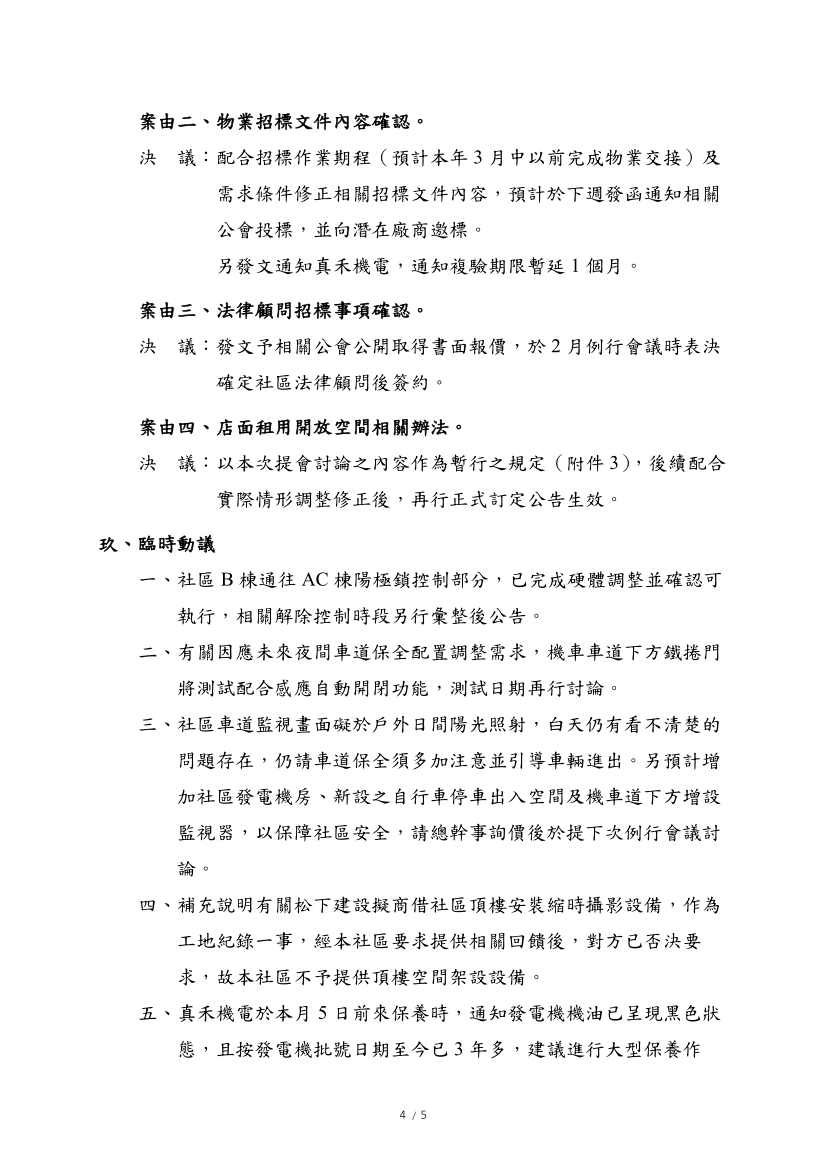 案由二、物業招標文件內容確認。
決　議：配合招標作業期程（預計本年 3 月中以前完成物業交接）及
需求條件修正相關招標文件內容，預計於下週發函通知相關
公會投標，並向潛在廠商邀標。
另發文通知真禾機電，通知複驗期限暫延 1 個月。
案由三、法律顧問招標事項確認。
決　議：發文予相關公會公開取得書面報價，於 2 月例行會議時表決
確定社區法律顧問後簽約。
案由四、店面租用開放空間相關辦法。
決　議：以本次提會討論之內容作為暫行之規定（附件 3），後續配合
實際情形調整修正後，再行正式訂定公告生效。
玖、臨時動議
一、社區 B 棟通往 AC 棟陽極鎖控制部分，已完成硬體調整並確認可
執行，相關解除控制時段另行彙整後公告。
二、有關因應未來夜間車道保全配置調整需求，機車車道下方鐵捲門
將測試配合感應自動開閉功能，測試日期再行討論。
三、社區車道監視畫面礙於戶外日間陽光照射，白天仍有看不清楚的
問題存在，仍請車道保全須多加注意並引導車輛進出。另預計增
加社區發電機房、新設之自行車停車出入空間及機車道下方增設
監視器，以保障社區安全，請總幹事詢價後於提下次例行會議討
論。
四、補充說明有關松下建設擬商借社區頂樓安裝縮時攝影設備，作為
工地紀錄一事，經本社區要求提供相關回饋後，對方已否決要
求，故本社區不予提供頂樓空間架設設備。
五、真禾機電於本月 5 日前來保養時，通知發電機機油已呈現黑色狀
態，且按發電機批號日期至今已 3 年多，建議進行大型保養作
4 / 5